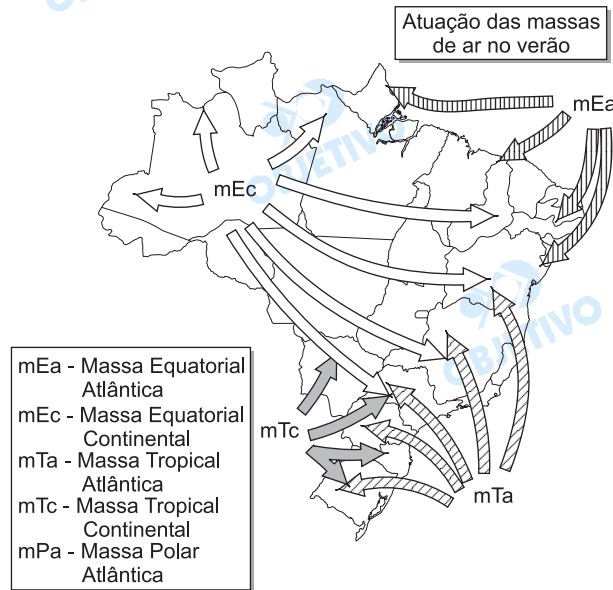 Atuação das massas
de ar no verão
mEa
OBJETIVO
mEc
OBJETIVO
mEa - Massa Equatorial
Atlântica
mEc - Massa Equatorial
Continental
mTa - Massa Tropical
Atlântica
mTc - Massa Tropical
Continental
mPa - Massa Polar
Atlântica
mTc
mTa